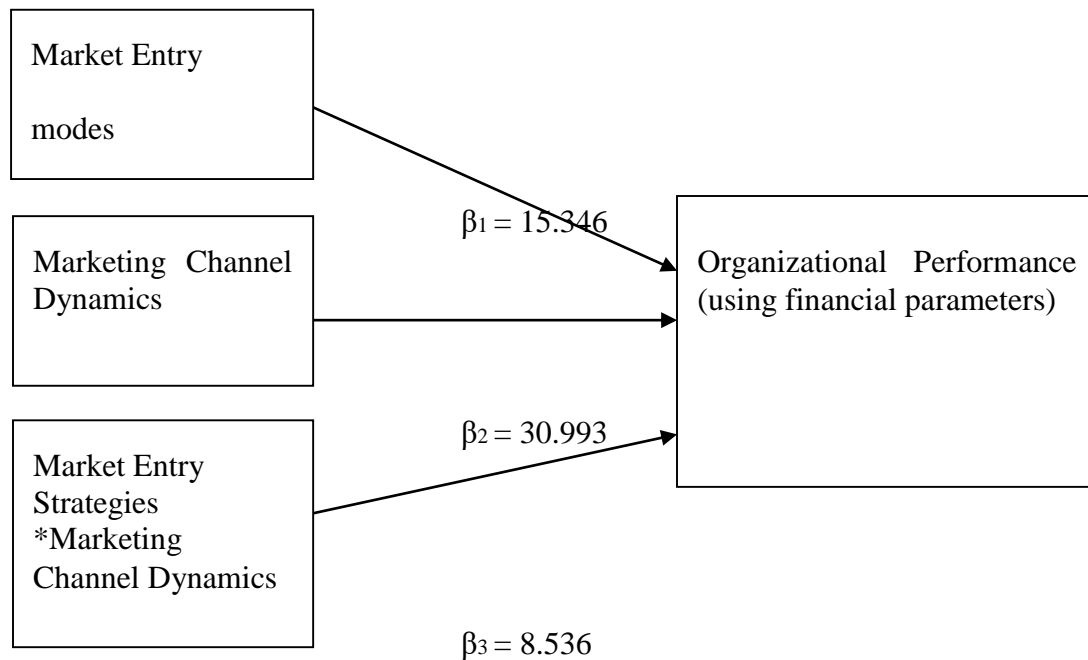 Market Entry
modes
β1 = 15.346
Marketing Channel
Dynamics
Organizational Performance
(using financial parameters)
β2 = 30.993
Market Entry
Strategies
*Marketing
Channel Dynamics
β3 = 8.536